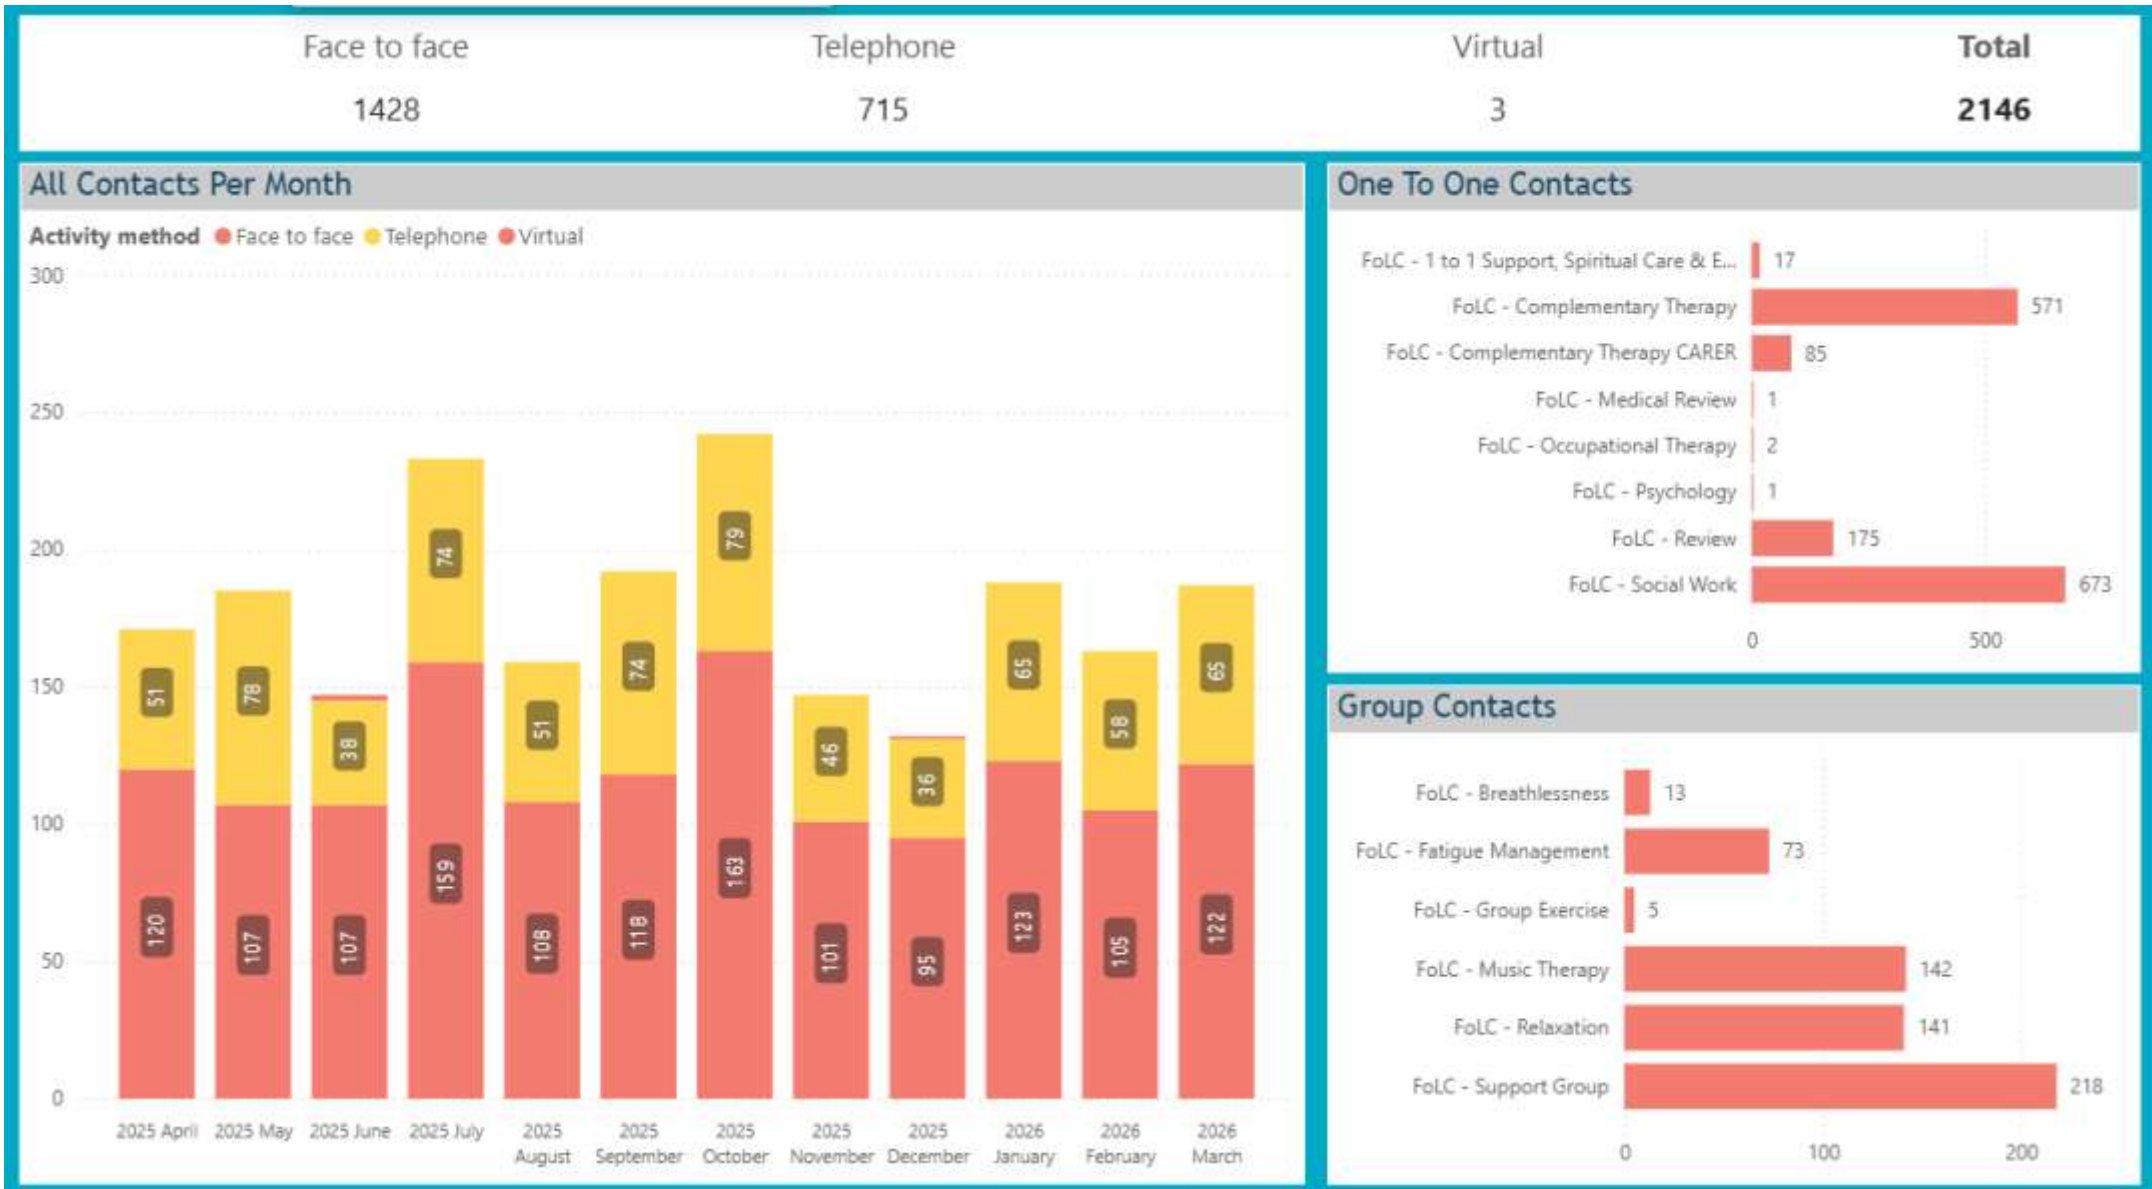 Face to face Telephone Virtual Total
1428 715 3 2146
All Contacts Per Month
Activity method Face to face Telephone Virtual
300
250
200
150
100
50
0
51 78 38 74 51 74 79 46 36 65 58 65
120 107 107 159 108 118 163 101 95 123 105 122
2025 April 2025 May 2025 June 2025 July 2025 August 2025 September 2025 October 2025 November 2025 December 2026 January 2026 February 2026 March
One To One Contacts
FoLC - 1 to 1 Support, Spiritual Care & E... 17
FoLC - Complementary Therapy 571
FoLC - Complementary Therapy CARER 85
FoLC - Medical Review 1
FoLC - Occupational Therapy 2
FoLC - Psychology 1
FoLC - Review 175
FoLC - Social Work 673
0 500
Group Contacts
FoLC - Breathlessness 13
FoLC - Fatigue Management 73
FoLC - Group Exercise 5
FoLC - Music Therapy 142
FoLC - Relaxation 141
FoLC - Support Group 218
0 100 200